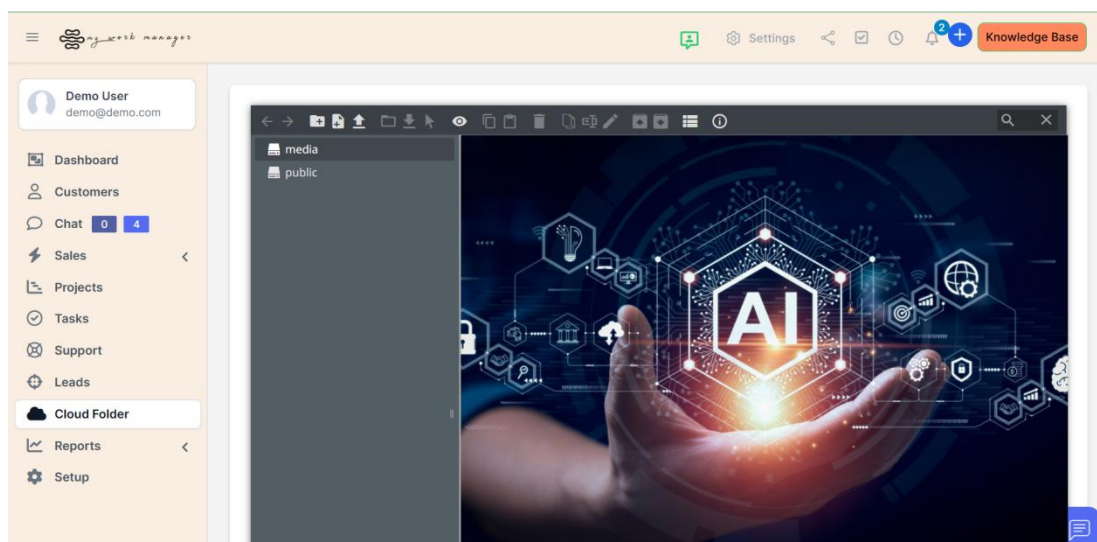 my work manager
Settings
2
Knowledge Base
Demo User
demo@demo.com
Dashboard
Customers
Chat 0 4
Sales
Projects
Tasks
Support
Leads
Cloud Folder
Reports
Setup
media
public
AI